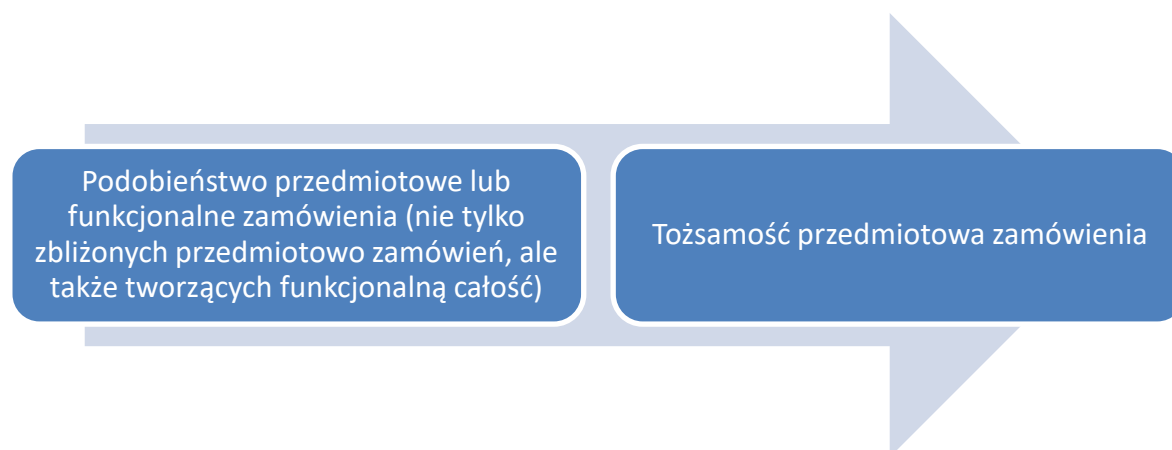 Podobieństwo przedmiotowe lub
funkcjonalne zamówienia (nie tylko
zbliżonych przedmiotowo zamówień, ale
także tworzących funkcjonalną całość)
Tożsamość przedmiotowa zamówienia